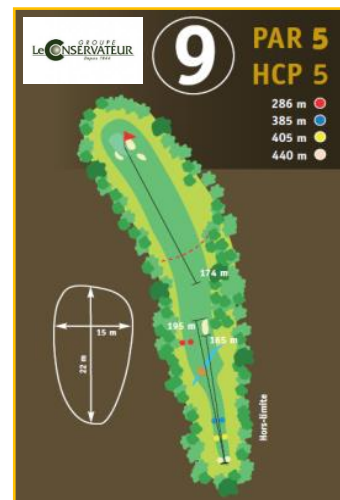 GROUPE
LE CONSERVATEUR
Depuis 1844
9
PAR 5
HCP 5
286 m
385 m
405 m
440 m
174 m
195 m
165 m
15 m
22 m
Hors-limite